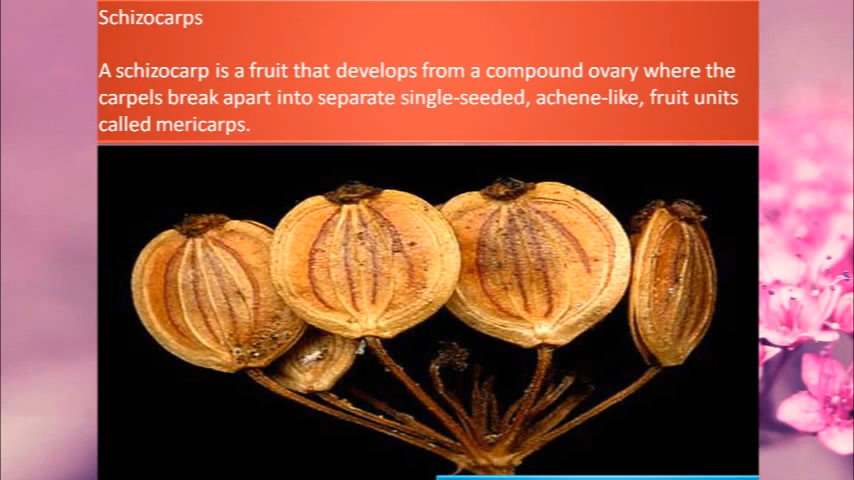 Schizocarps
A schizocarp is a fruit that develops from a compound ovary where the
carpels break apart into separate single-seeded, achene-like, fruit units
called mericarps.